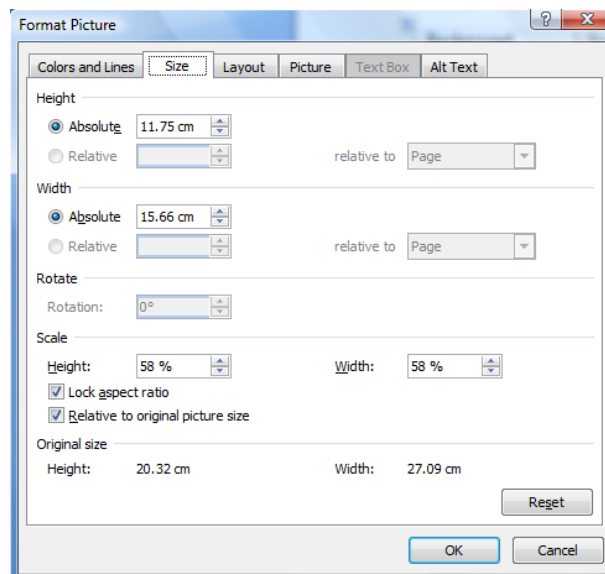 Format Picture
Colors and Lines Size Layout Picture Text Box Alt Text
Height
Absolute 11.75 cm
Relative relative to Page
Width
Absolute 15.66 cm
Relative relative to Page
Rotate
Rotation: 0°
Scale
Height: 58 % Width: 58 %
Lock aspect ratio
Relative to original picture size
Original size
Height: 20.32 cm Width: 27.09 cm
Reset
OK Cancel